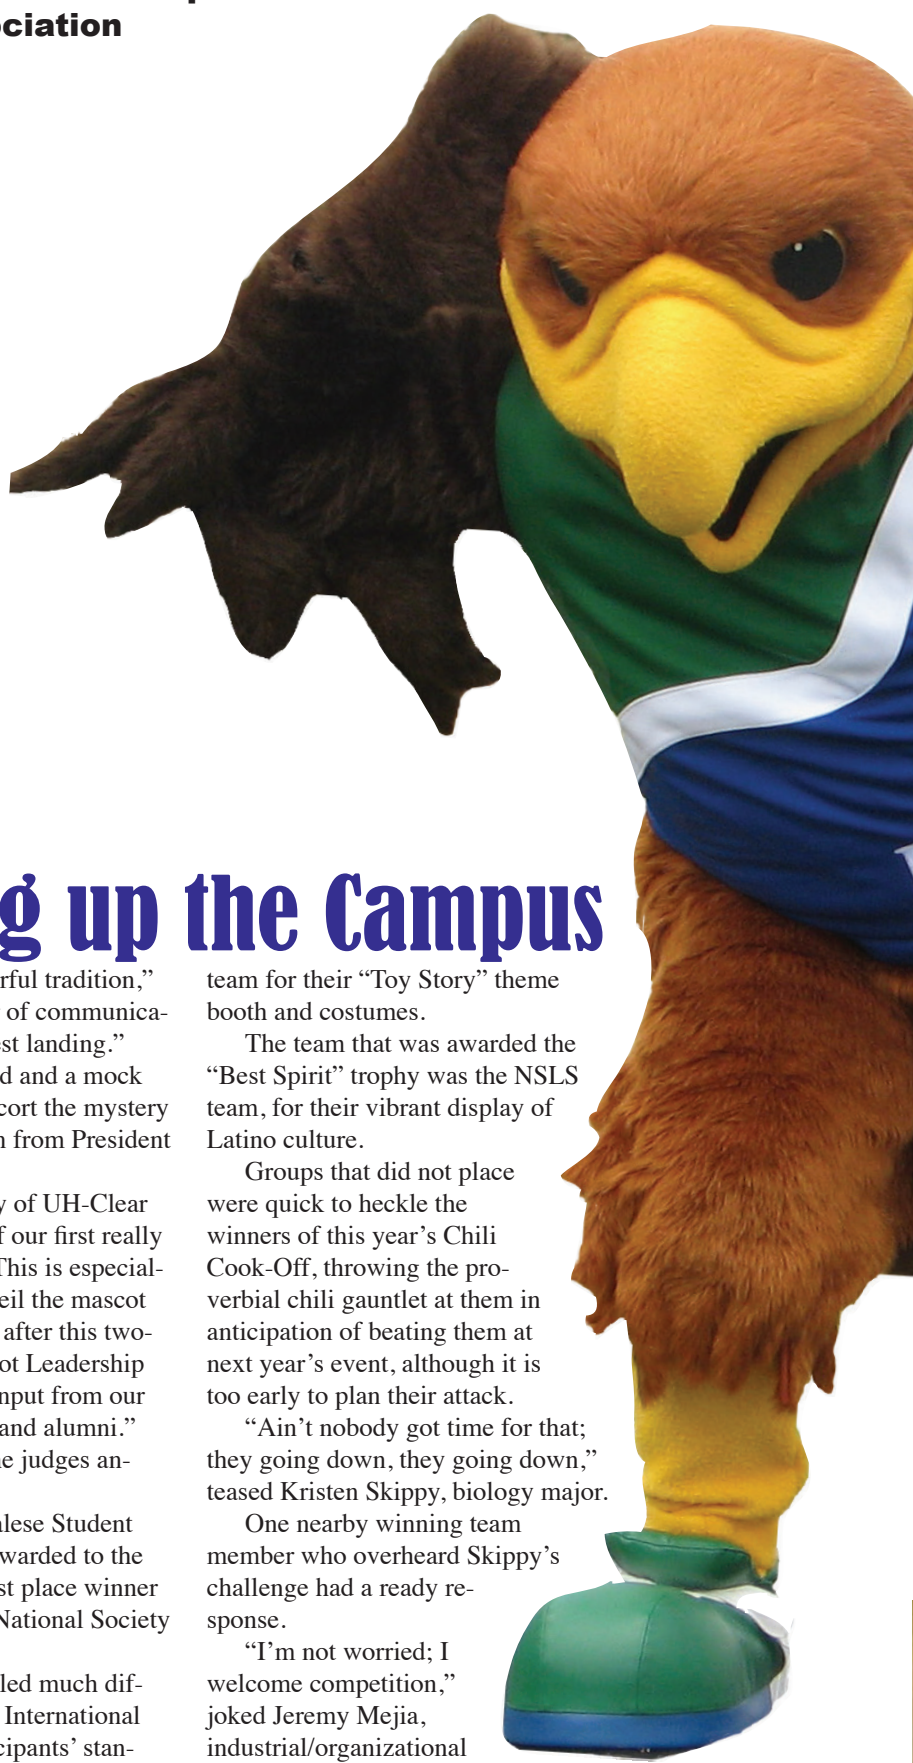 ociation
g up the Campus
rful tradition,”
of communica-
st landing.”
d and a mock
cort the mystery
n from President
y of UH-Clear
f our first really
This is especial-
eil the mascot
after this two-
ot Leadership
nput from our
and alumni.”
e judges an-
alese Student
warded to the
st place winner
National Society
led much dif-
International
cipants’ stan-
team for their “Toy Story” theme
booth and costumes.
The team that was awarded the
“Best Spirit” trophy was the NSLS
team, for their vibrant display of
Latino culture.
Groups that did not place
were quick to heckle the
winners of this year’s Chili
Cook-Off, throwing the pro-
verbial chili gauntlet at them in
anticipation of beating them at
next year’s event, although it is
too early to plan their attack.
“Ain’t nobody got time for that;
they going down, they going down,”
teased Kristen Skippy, biology major.
One nearby winning team
member who overheard Skippy’s
challenge had a ready re-
sponse.
“I’m not worried; I
welcome competition,”
joked Jeremy Mejia,
industrial/organizational